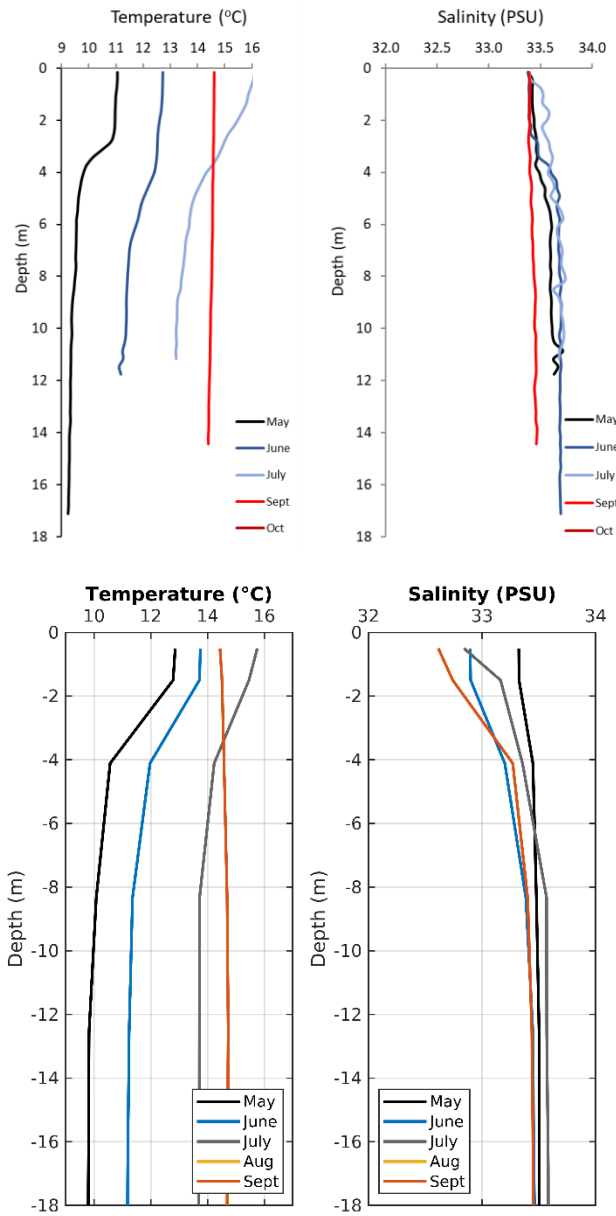 Temperature (°C)
9 10 11 12 13 14 15 16
0
2
4
6
8
10
12
14
16
18
Depth (m)
May
June
July
Sept
Oct
Salinity (PSU)
32.0 32.5 33.0 33.5 34.0
0
2
4
6
8
10
12
14
16
18
Depth (m)
May
June
July
Sept
Oct
Temperature (°C)
10 12 14 16
0
-2
-4
-6
-8
-10
-12
-14
-16
-18
Depth (m)
May
June
July
Aug
Sept
Salinity (PSU)
32 33 34
0
-2
-4
-6
-8
-10
-12
-14
-16
-18
Depth (m)
May
June
July
Aug
Sept